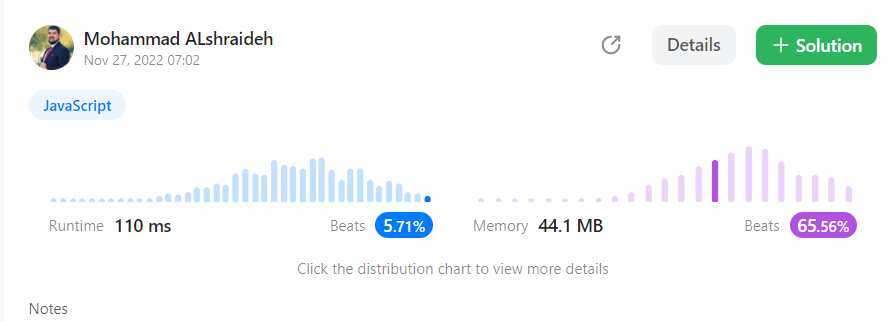 Mohammad ALshraideh
Nov 27, 2022 07:02
Details
+ Solution
JavaScript
Runtime 110 ms Beats 5.71%
Memory 44.1 MB Beats 65.56%
Click the distribution chart to view more details
Notes